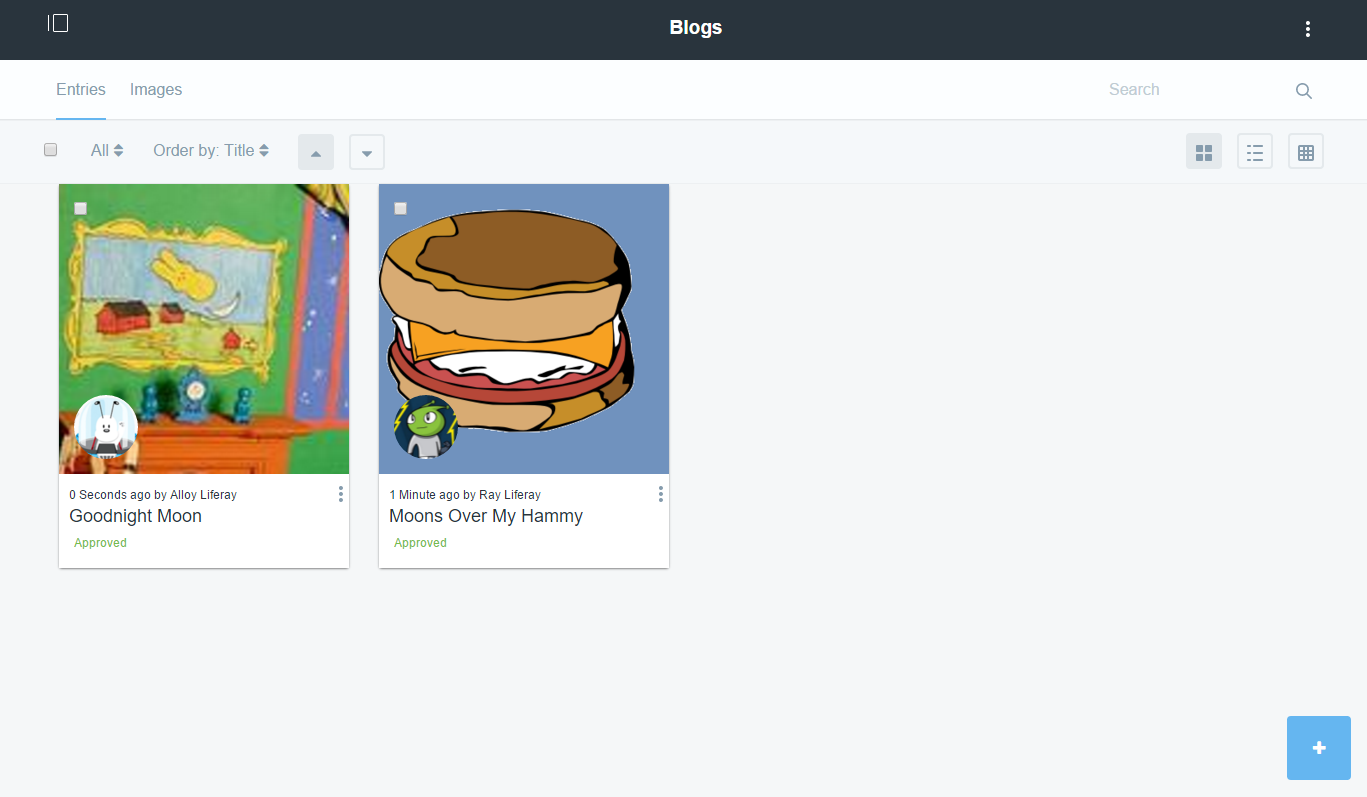 Blogs
Entries Images Search
All Order by: Title
0 Seconds ago by Alloy Liferay
Goodnight Moon
Approved
1 Minute ago by Ray Liferay
Moons Over My Hammy
Approved